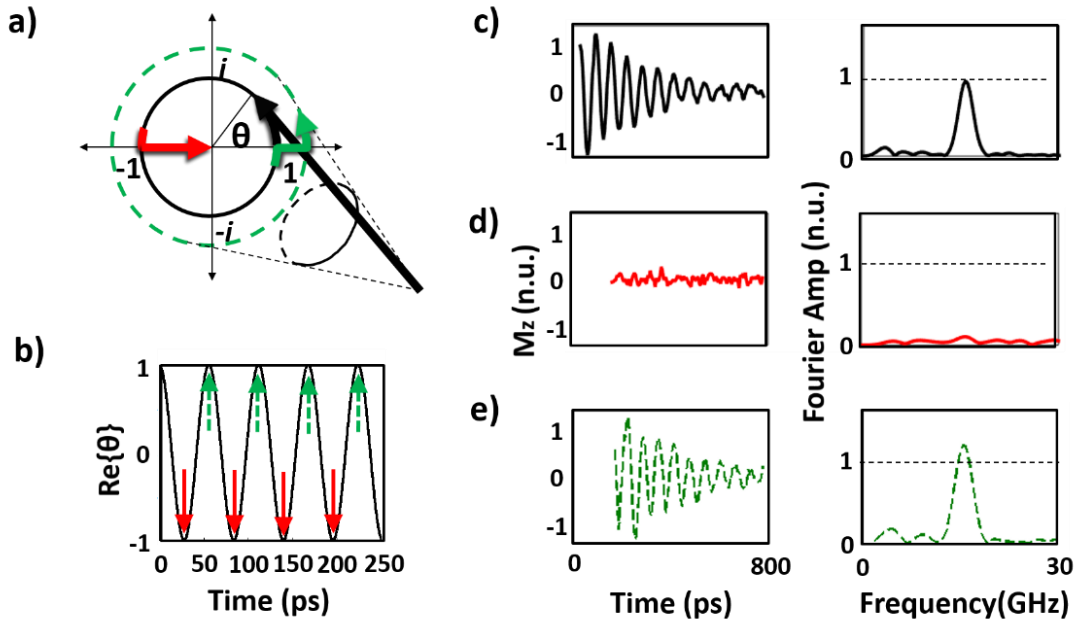 a)
i
θ
-1
1
-i
b)
Re{θ}
1
0
-1
0
50
100
150
200
250
Time (ps)
c)
1
0
-1
1
0
d)
Mz (n.u.)
1
0
-1
Fourier Amp (n.u.)
1
0
e)
1
0
-1
0
800
Time (ps)
1
0
0
30
Frequency(GHz)